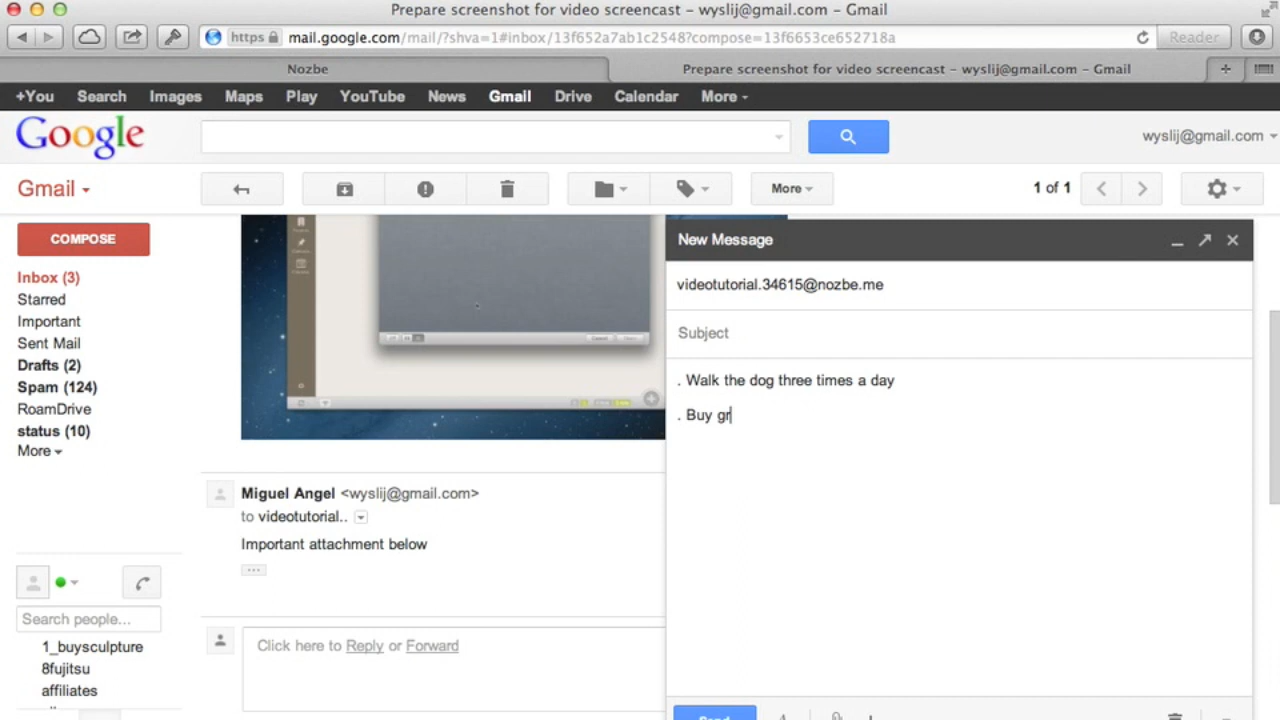 Prepare screenshot for video screencast – wyslij@gmail.com – Gmail
https mail.google.com/mail/?shva=1#inbox/13f652a7ab1c2548?compose=13f6653ce652718a
Reader
Nozbe
Prepare screenshot for video screencast – wyslij@gmail.com – Gmail
+You Search Images Maps Play YouTube News Gmail Drive Calendar More
Google
wyslij@gmail.com
Gmail
More
1 of 1
COMPOSE
Inbox (3)
Starred
Important
Sent Mail
Drafts (2)
Spam (124)
RoamDrive
status (10)
More
Search people...
1_buysculpture
8fujitsu
affiliates
Miguel Angel <wyslij@gmail.com>
to videotutorial..
Important attachment below
Click here to Reply or Forward
New Message
videotutorial.34615@nozbe.me
Subject
. Walk the dog three times a day
. Buy gr
Send